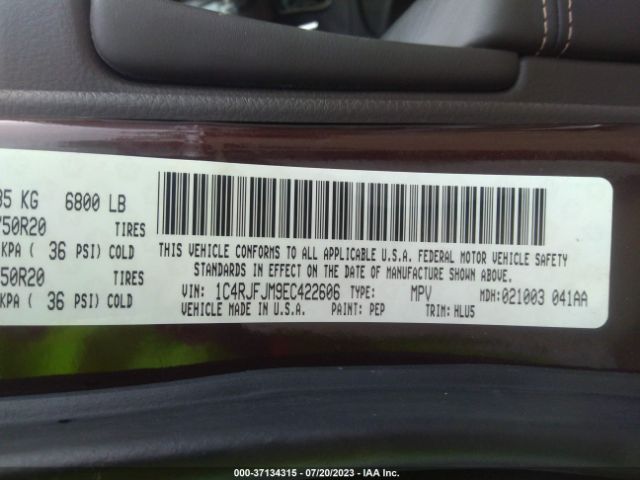 85 KG 6800 LB
/50R20 TIRES
KPA ( 36 PSI) COLD
50R20 TIRES
KPA ( 36 PSI) COLD
THIS VEHICLE CONFORMS TO ALL APPLICABLE U.S.A. FEDERAL MOTOR VEHICLE SAFETY
STANDARDS IN EFFECT ON THE DATE OF MANUFACTURE SHOWN ABOVE.
VIN: 1C4RJFJM9EC422606 TYPE: MPV MDH:021003 041AA
VEHICLE MADE IN U.S.A. PAINT: PEP TRIM: HLU5
000-37134315 / 07/20/2023 - IAA Inc.